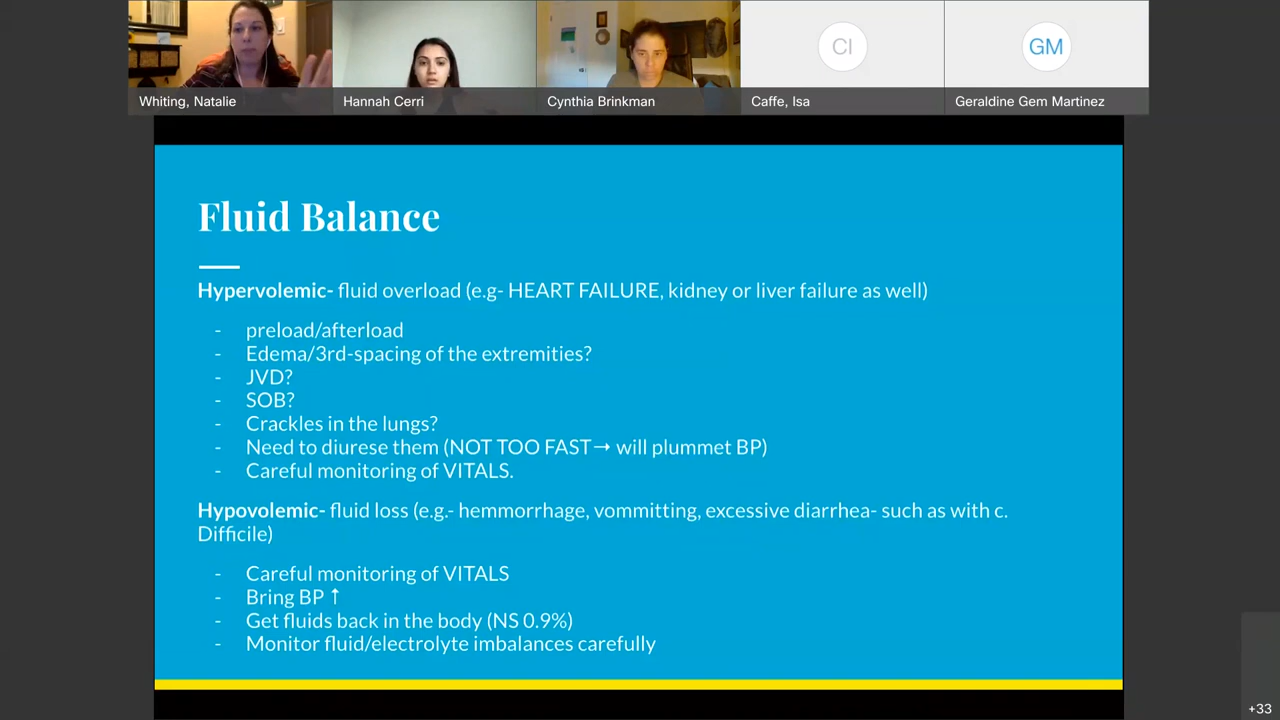 CI
GM
Whiting, Natalie
Hannah Cerri
Cynthia Brinkman
Caffe, Isa
Geraldine Gem Martinez
Fluid Balance
Hypervolemic- fluid overload (e.g- HEART FAILURE, kidney or liver failure as well)
- preload/afterload
- Edema/3rd-spacing of the extremities?
- JVD?
- SOB?
- Crackles in the lungs?
- Need to diurese them (NOT TOO FAST→ will plummet BP)
- Careful monitoring of VITALS.
Hypovolemic- fluid loss (e.g.- hemmorrhage, vommitting, excessive diarrhea- such as with c.
Difficile)
- Careful monitoring of VITALS
- Bring BP ↑
- Get fluids back in the body (NS 0.9%)
- Monitor fluid/electrolyte imbalances carefully
+33